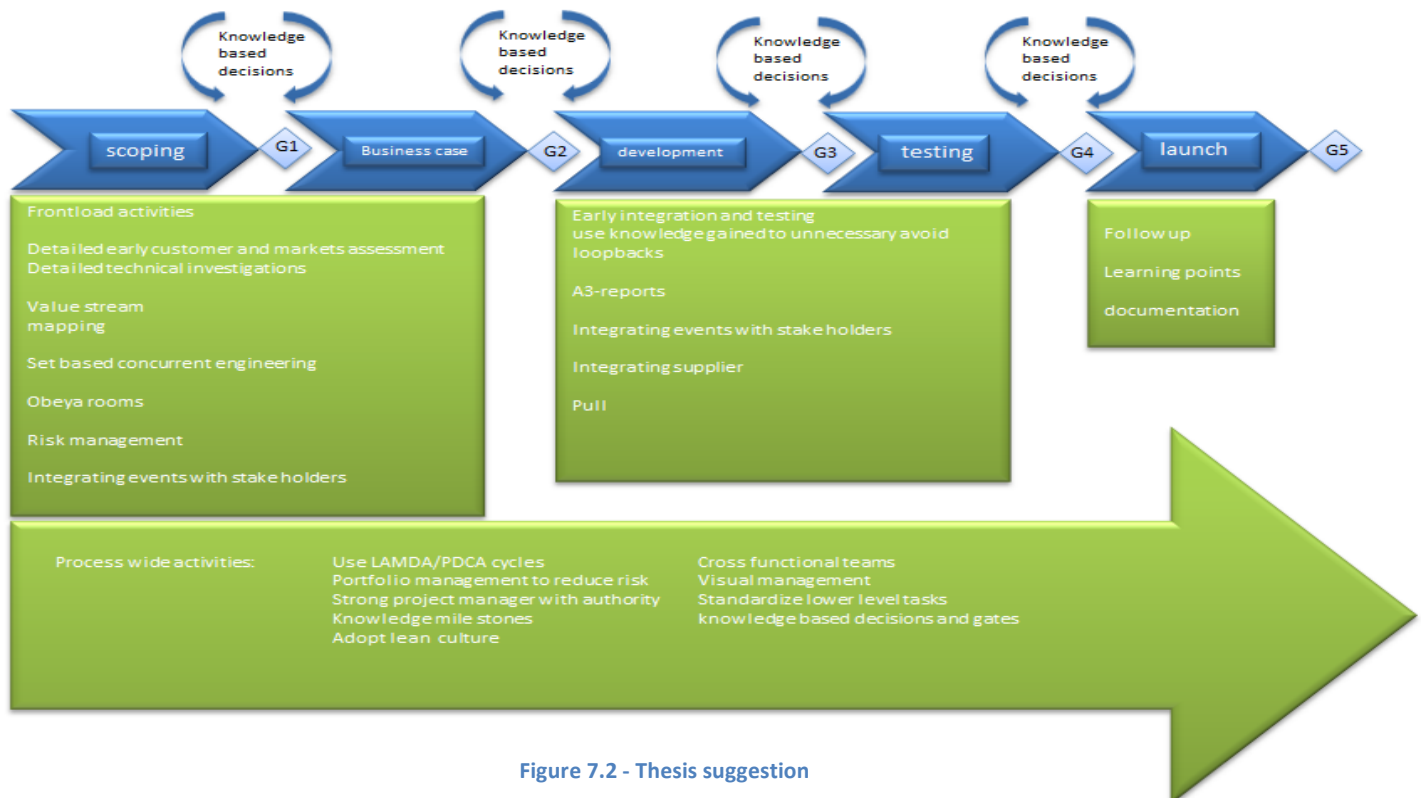 Knowledge
based
decisions
Knowledge
based
decisions
Knowledge
based
decisions
Knowledge
based
decisions
scoping
G1
Business case
G2
development
G3
testing
G4
launch
G5
Frontload activities
Detailed early customer and markets assessment
Detailed technical investigations
Value stream
mapping
Set based concurrent engineering
Obeya rooms
Risk management
Integrating events with stake holders
Early integration and testing
use knowledge gained to unnecessary avoid
loopbacks
A3-reports
Integrating events with stake holders
Integrating supplier
Pull
Follow up
Learning points
documentation
Process wide activities:
Use LAMDA/PDCA cycles
Portfolio management to reduce risk
Strong project manager with authority
Knowledge mile stones
Adopt lean culture
Cross functional teams
Visual management
Standardize lower level tasks
knowledge based decisions and gates
Figure 7.2 - Thesis suggestion